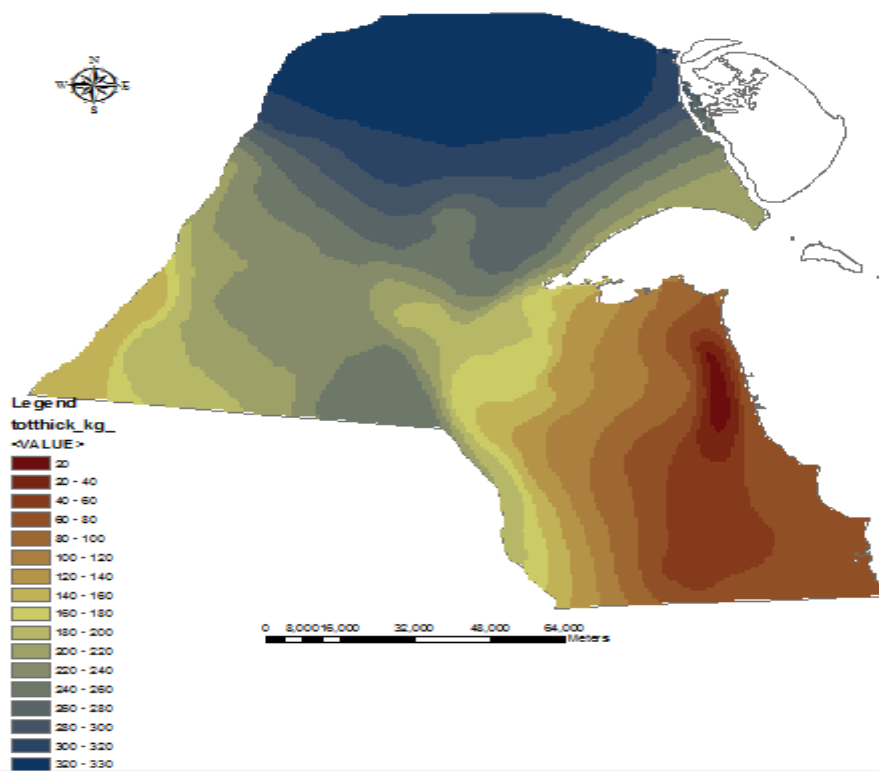 N
W E
S
Legend
totthick_kg_
<VALUE>
20
20 - 40
40 - 60
60 - 80
80 - 100
100 - 120
120 - 140
140 - 160
160 - 180
180 - 200
200 - 220
220 - 240
240 - 260
260 - 280
280 - 300
300 - 320
320 - 330
0 8,00016,000 32,000 48,000 64,000
Meters